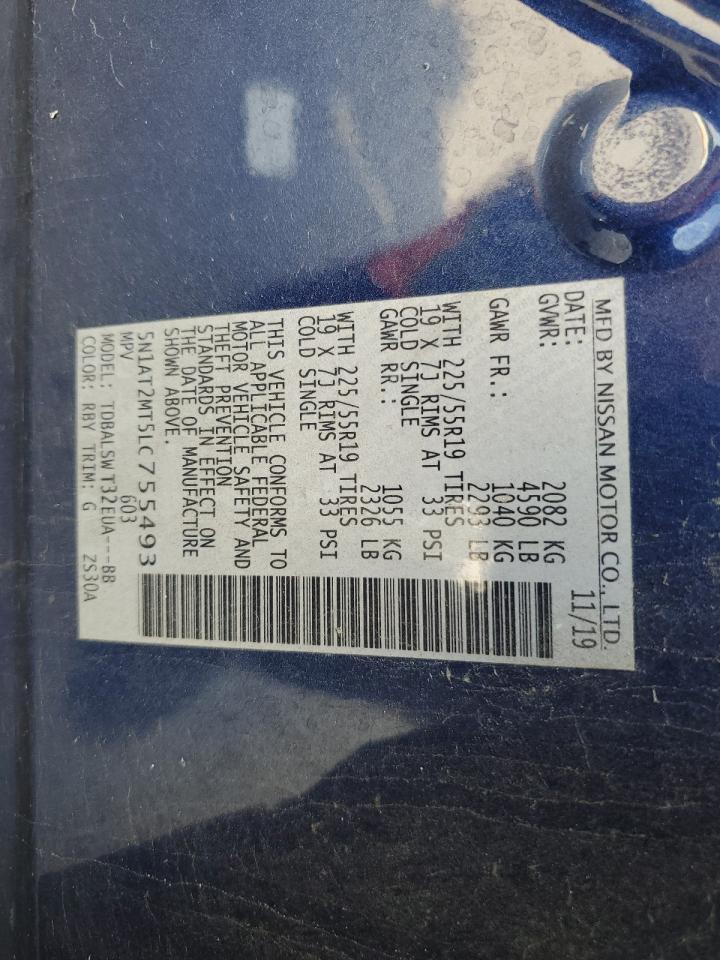 MFD BY NISSAN MOTOR CO., LTD.
DATE: 11/19
GVWR: 2082 KG
4590 LB
GAWR FR.: 1040 KG
2293 LB
WITH 225/55R19 TIRES
19 X 7J RIMS AT 33 PSI
COLD SINGLE
GAWR RR.: 1055 KG
2326 LB
WITH 225/55R19 TIRES
19 X 7J RIMS AT 33 PSI
COLD SINGLE
THIS VEHICLE CONFORMS TO
ALL APPLICABLE FEDERAL
MOTOR VEHICLE SAFETY AND
THEFT PREVENTION
STANDARDS IN EFFECT ON
THE DATE OF MANUFACTURE
SHOWN ABOVE.
5N1AT2MT5LC755493
MPV 603
MODEL: TDBALSWT32EUA---BB
COLOR: RBY TRIM: G ZS30A